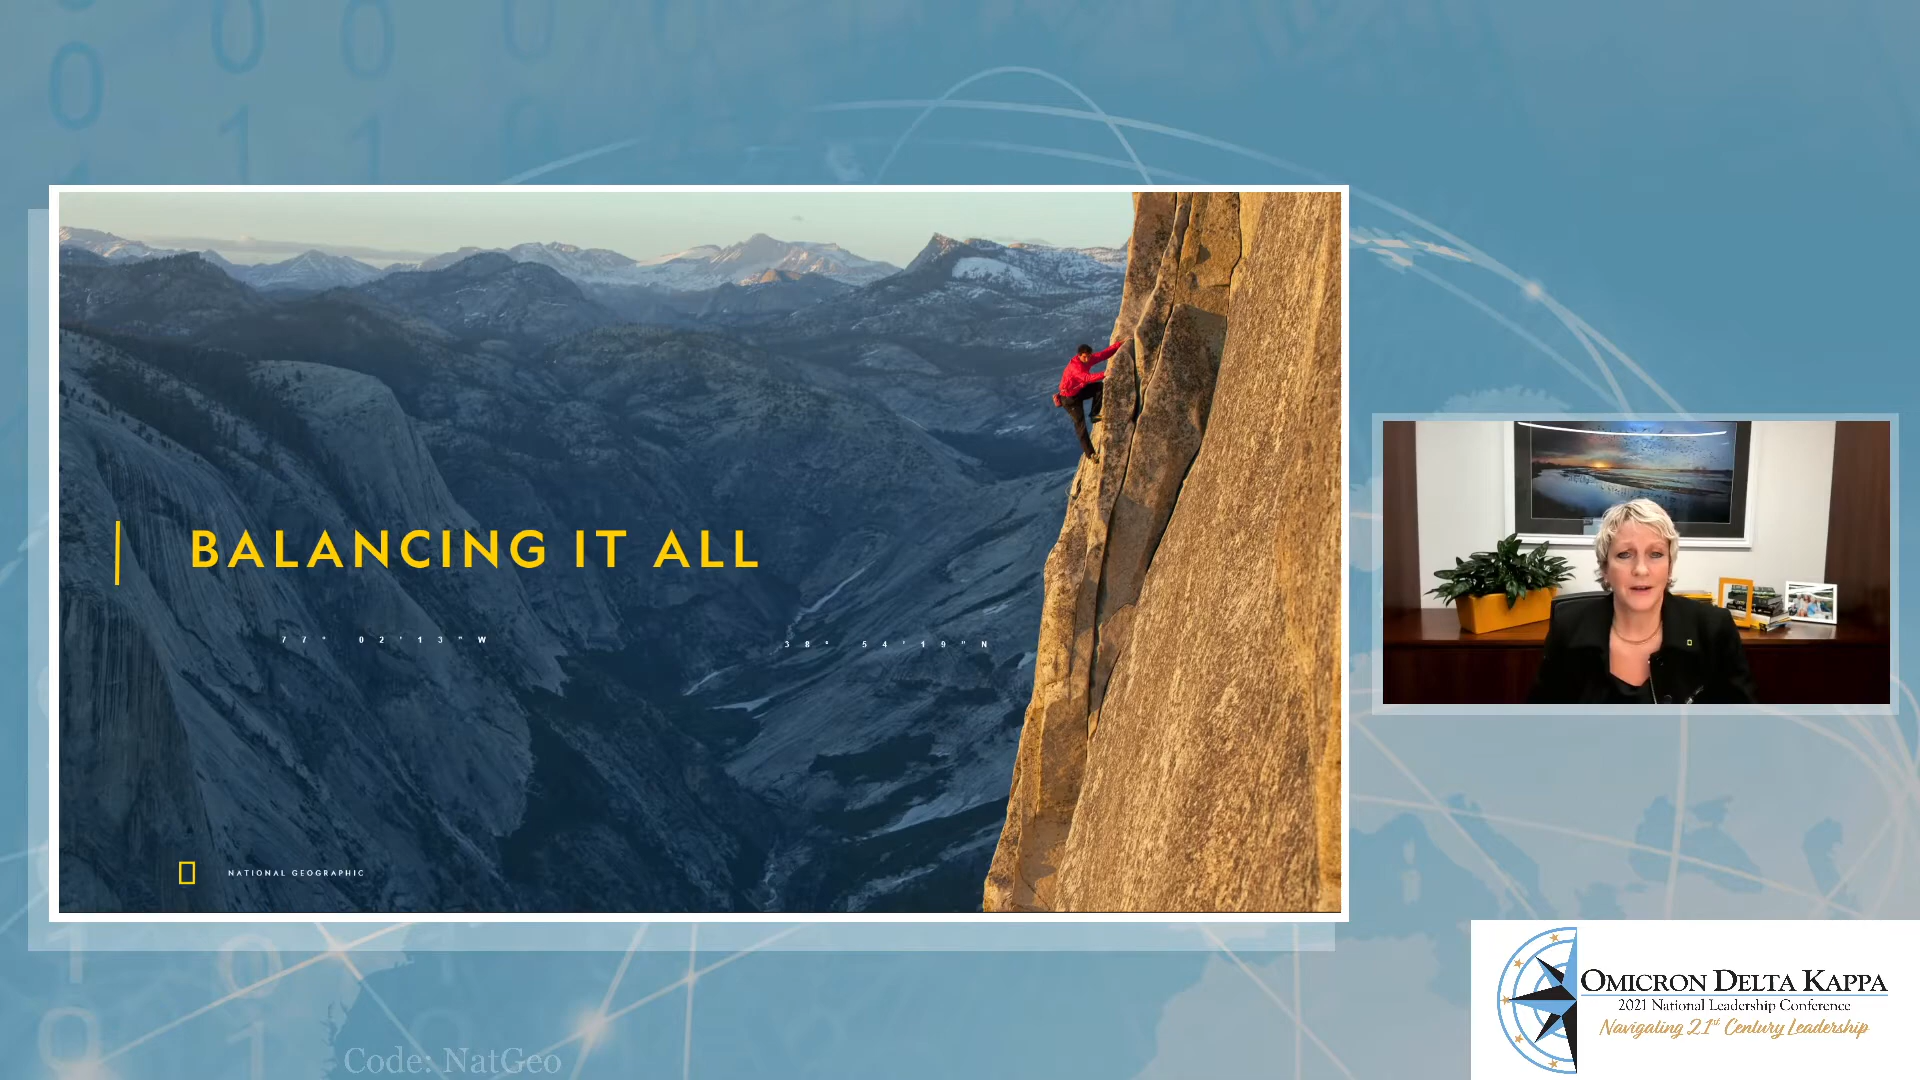 BALANCING IT ALL
77° 02'13"W
38° 54'19"N
NATIONAL GEOGRAPHIC
OMICRON DELTA KAPPA
2021 National Leadership Conference
Navigating 21st Century Leadership
Code: NatGeo